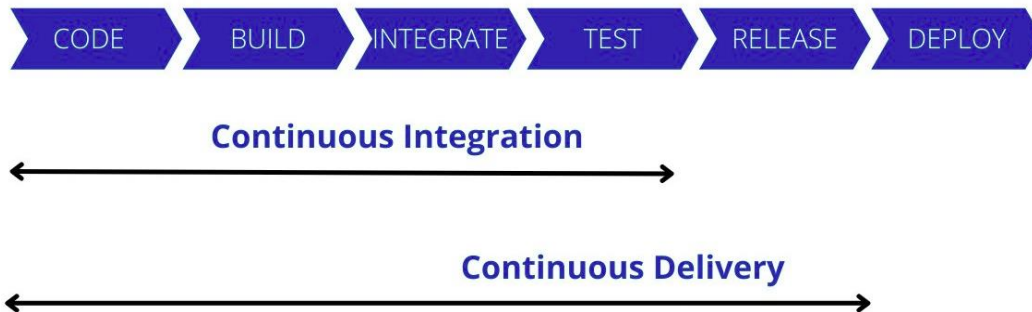 CODE BUILD INTEGRATE TEST RELEASE DEPLOY
Continuous Integration
Continuous Delivery